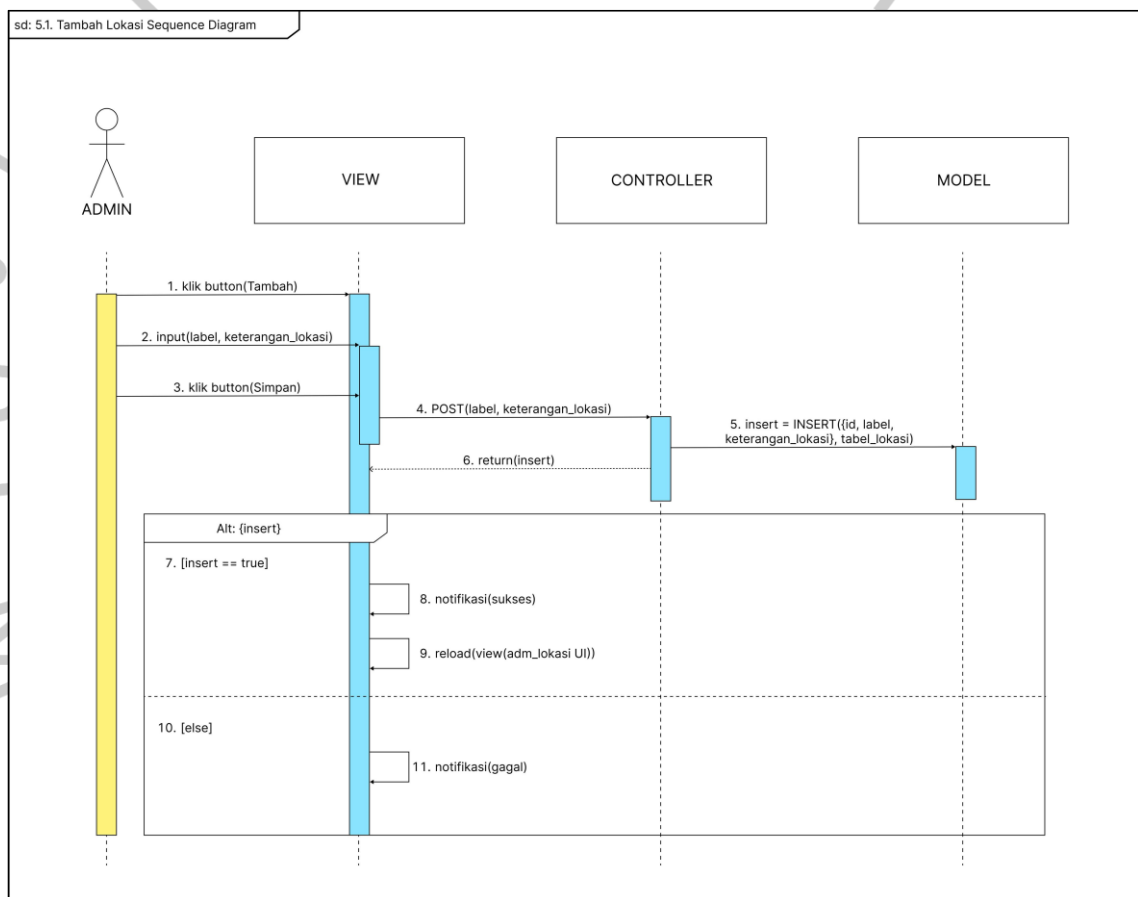 sd: 5.1. Tambah Lokasi Sequence Diagram
ADMIN
VIEW
CONTROLLER
MODEL
1. klik button(Tambah)
2. input(label, keterangan_lokasi)
3. klik button(Simpan)
4. POST(label, keterangan_lokasi)
5. insert = INSERT({id, label,
keterangan_lokasi}, tabel_lokasi)
6. return(insert)
Alt: {insert}
7. [insert == true]
8. notifikasi(sukses)
9. reload(view(adm_lokasi UI))
10. [else]
11. notifikasi(gagal)